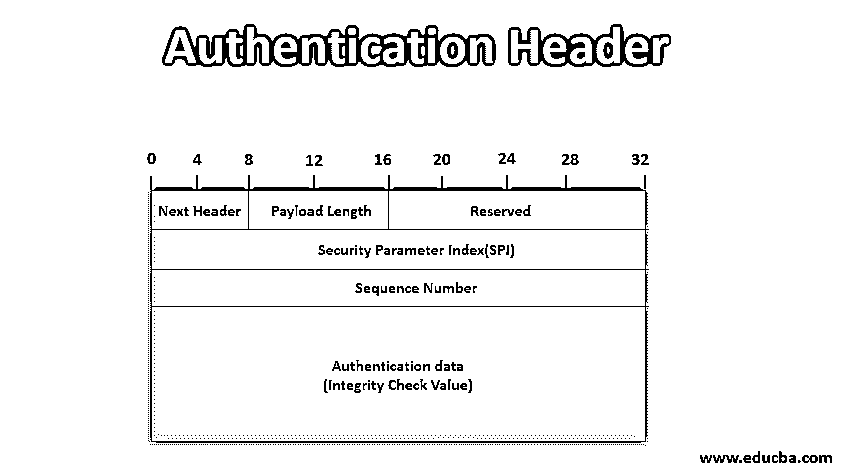 Authentication Header
0 4 8 12 16 20 24 28 32
Next Header Payload Length Reserved
Security Parameter Index(SPI)
Sequence Number
Authentication data
(Integrity Check Value)
www.educba.com